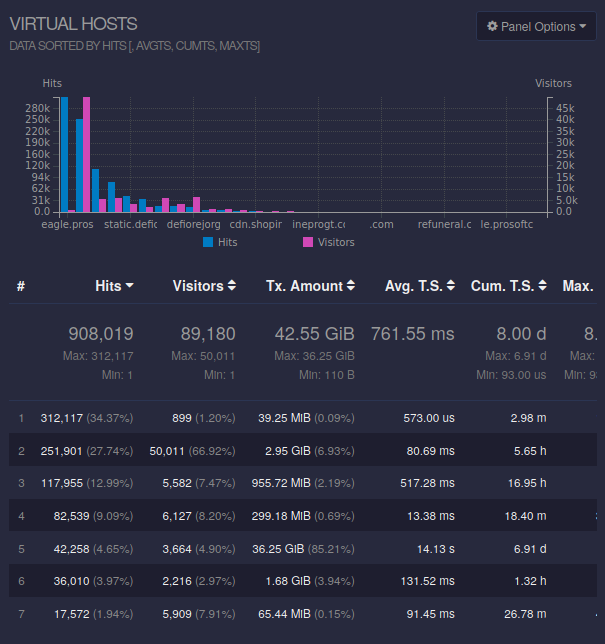 VIRTUAL HOSTS
Panel Options
DATA SORTED BY HITS [, AVGTS, CUMTS, MAXTS]
Hits Visitors
280k 45k
250k 40k
220k 35k
190k 30k
160k 25k
120k 20k
94k 15k
62k 10k
31k 5.0k
0.0 0.0
eagle.pros static.defic defiorejorg cdn.shopir ineprogt.cc .com refuneral.c le.prosoftc
Hits Visitors
# Hits Visitors Tx. Amount Avg. T.S. Cum. T.S. Max.
908,019 89,180 42.55 GiB 761.55 ms 8.00 d 8.
Max: 312,117 Max: 50,011 Max: 36.25 GiB Max: 6.91 d Max:
Min: 1 Min: 1 Min: 110 B Min: 93.00 us Min: 93
1 312,117 (34.37%) 899 (1.20%) 39.25 MiB (0.09%) 573.00 us 2.98 m
2 251,901 (27.74%) 50,011 (66.92%) 2.95 GiB (6.93%) 80.69 ms 5.65 h
3 117,955 (12.99%) 5,582 (7.47%) 955.72 MiB (2.19%) 517.28 ms 16.95 h
4 82,539 (9.09%) 6,127 (8.20%) 299.18 MiB (0.69%) 13.38 ms 18.40 m
5 42,258 (4.65%) 3,664 (4.90%) 36.25 GiB (85.21%) 14.13 s 6.91 d
6 36,010 (3.97%) 2,216 (2.97%) 1.68 GiB (3.94%) 131.52 ms 1.32 h
7 17,572 (1.94%) 5,909 (7.91%) 65.44 MiB (0.15%) 91.45 ms 26.78 m